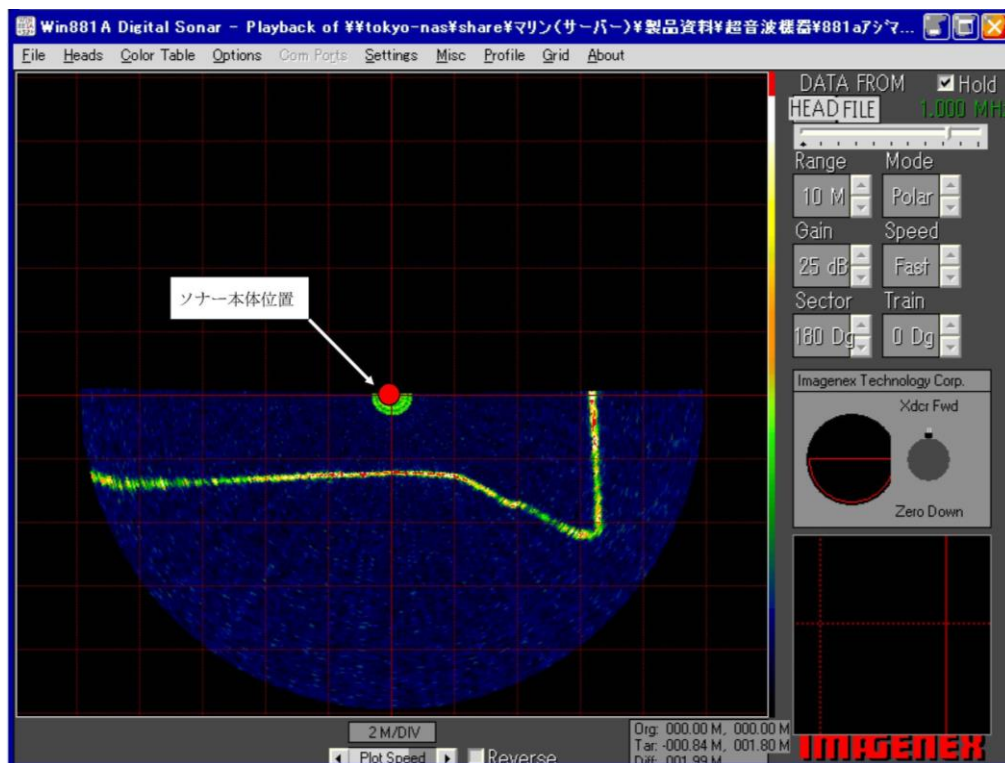 Win881A Digital Sonar - Playback of ¥¥tokyo-nas¥share¥マリン(サーバー)¥製品資料¥超音波機器¥881aアジマ...
File Heads Color Table Options Com Ports Settings Misc Profile Grid About
DATA FROM Hold
HEAD FILE 1.000 MH
Range Mode
10 M Polar
Gain Speed
25 dB Fast
ソナー本体位置
Sector Train
180 Dg 0 Dg
Imagenex Technology Corp.
Xdcr Fwd
Zero Down
2 M/DIV
Plot Speed Reverse
Org: 000.00 M, 000.00 M
Tar: -000.84 M, 001.80 M
Diff: 001.99 M
IMAGENEX